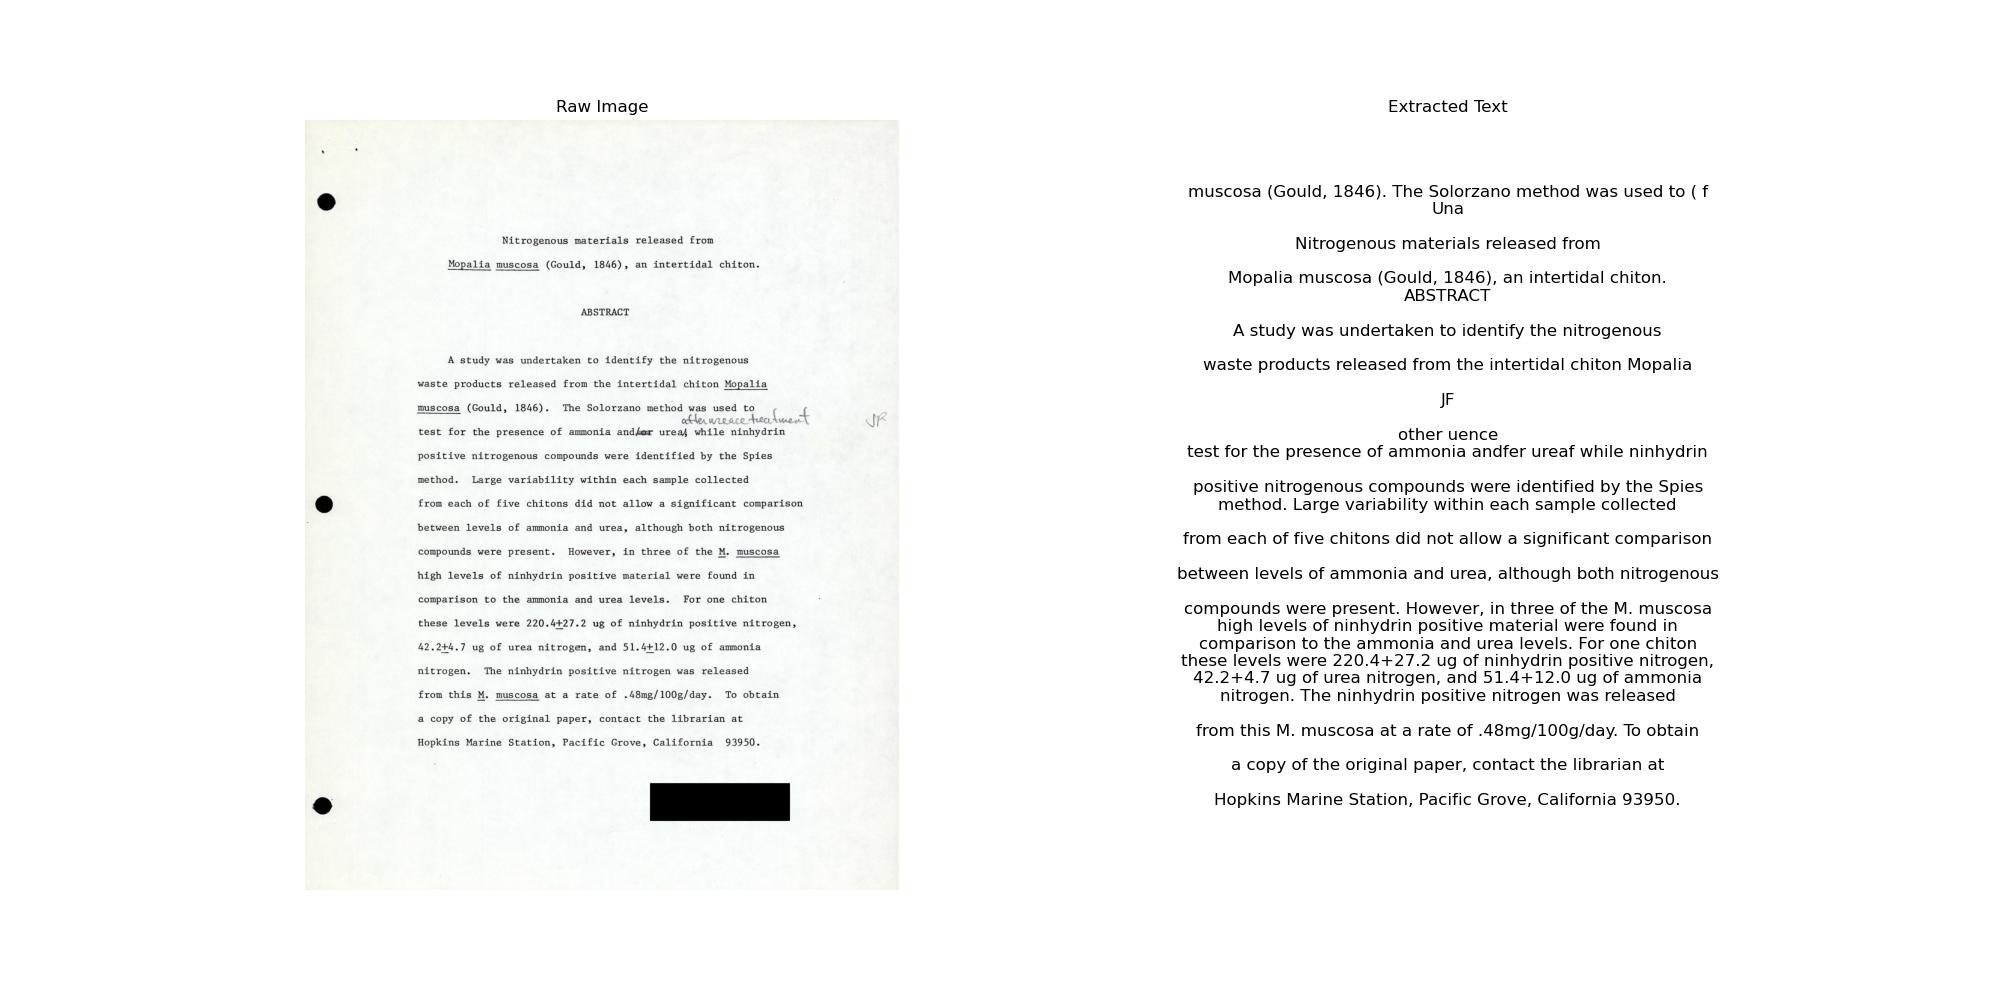 Raw Image
Nitrogenous materials released from
Mopalia muscosa (Gould, 1846), an intertidal chiton.
ABSTRACT
A study was undertaken to identify the nitrogenous
waste products released from the intertidal chiton Mopalia
muscosa (Gould, 1846). The Solorzano method was used to
after urease treatment JF
test for the presence of ammonia and/or urea, while ninhydrin
positive nitrogenous compounds were identified by the Spies
method. Large variability within each sample collected
from each of five chitons did not allow a significant comparison
between levels of ammonia and urea, although both nitrogenous
compounds were present. However, in three of the M. muscosa
high levels of ninhydrin positive material were found in
comparison to the ammonia and urea levels. For one chiton
these levels were 220.4±27.2 ug of ninhydrin positive nitrogen,
42.2±4.7 ug of urea nitrogen, and 51.4±12.0 ug of ammonia
nitrogen. The ninhydrin positive nitrogen was released
from this M. muscosa at a rate of .48mg/100g/day. To obtain
a copy of the original paper, contact the librarian at
Hopkins Marine Station, Pacific Grove, California 93950.
Extracted Text
muscosa (Gould, 1846). The Solorzano method was used to ( f
Una
Nitrogenous materials released from
Mopalia muscosa (Gould, 1846), an intertidal chiton.
ABSTRACT
A study was undertaken to identify the nitrogenous
waste products released from the intertidal chiton Mopalia
JF
other uence
test for the presence of ammonia andfer ureaf while ninhydrin
positive nitrogenous compounds were identified by the Spies
method. Large variability within each sample collected
from each of five chitons did not allow a significant comparison
between levels of ammonia and urea, although both nitrogenous
compounds were present. However, in three of the M. muscosa
high levels of ninhydrin positive material were found in
comparison to the ammonia and urea levels. For one chiton
these levels were 220.4+27.2 ug of ninhydrin positive nitrogen,
42.2+4.7 ug of urea nitrogen, and 51.4+12.0 ug of ammonia
nitrogen. The ninhydrin positive nitrogen was released
from this M. muscosa at a rate of .48mg/100g/day. To obtain
a copy of the original paper, contact the librarian at
Hopkins Marine Station, Pacific Grove, California 93950.